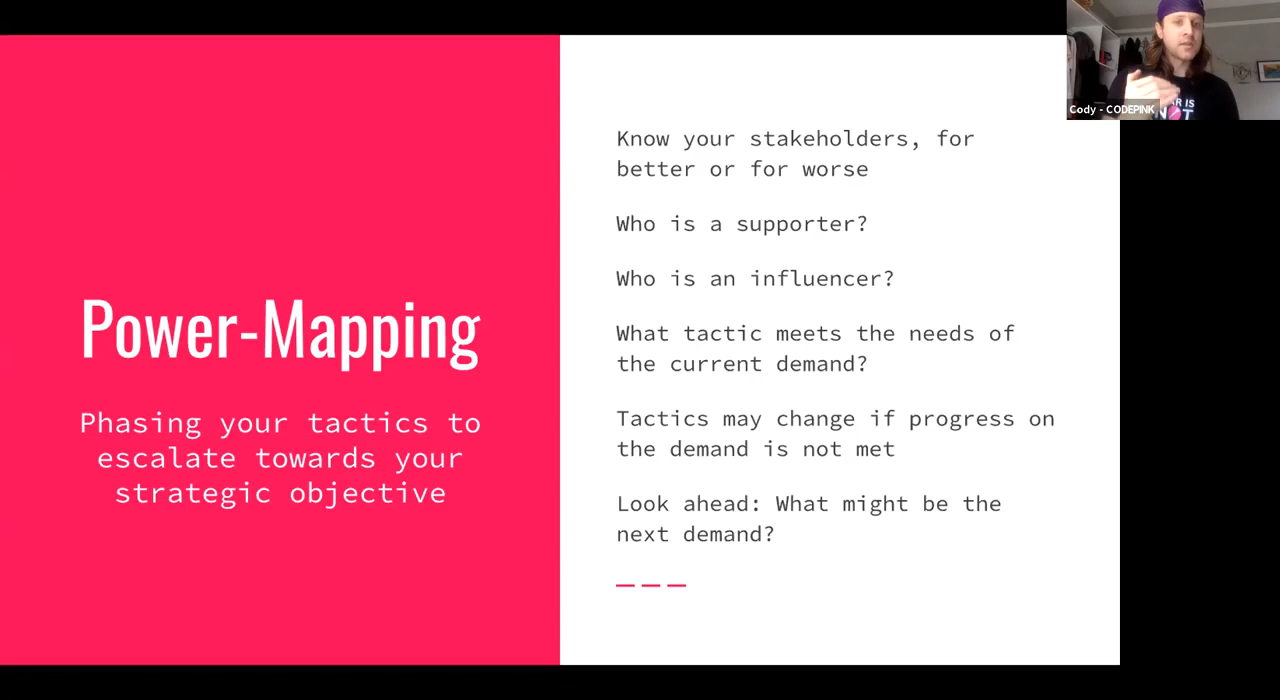 Power-Mapping
Phasing your tactics to
escalate towards your
strategic objective
Know your stakeholders, for
better or for worse
Who is a supporter?
Who is an influencer?
What tactic meets the needs of
the current demand?
Tactics may change if progress on
the demand is not met
Look ahead: What might be the
next demand?
Cody - CODEPINK
IS